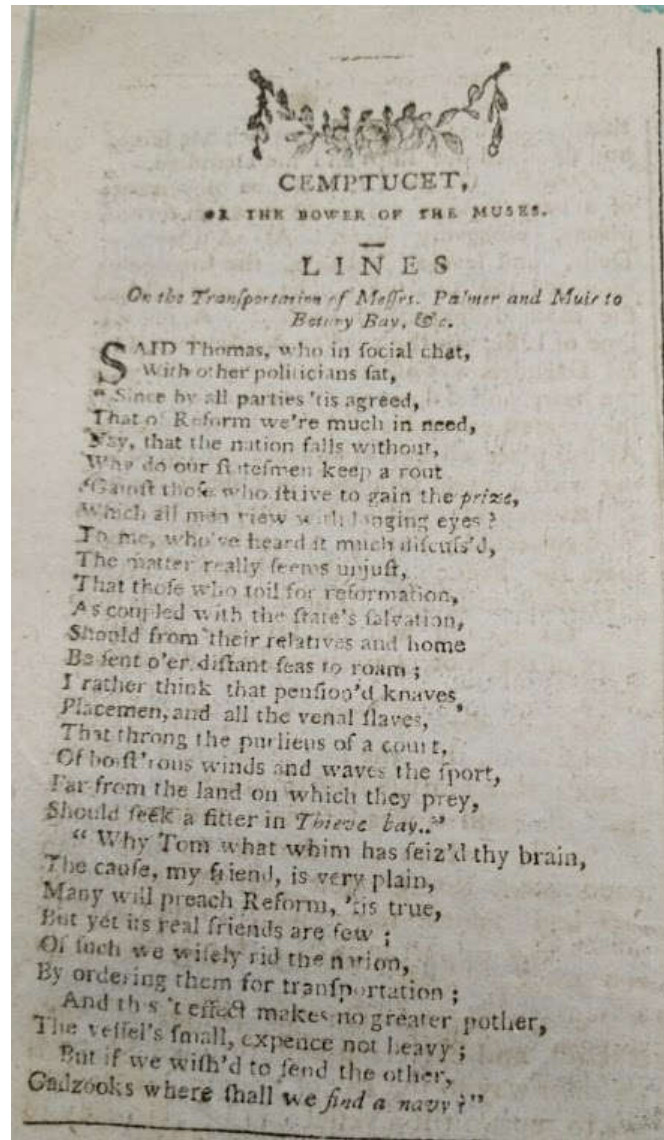 CEMPTUCET,
OR THE BOWER OF THE MUSES.
LINES
On the Tranſportation of Meſſrs. Palmer and Muir to
Botany Bay, &c.
SAID Thomas, who in ſocial chat,
With other politicians ſat,
" Since by all parties 'tis agreed,
That of Reform we're much in need,
Nay, that the nation falls without,
Why do our ſtateſmen keep a rout
'Gainſt thoſe who ſtrive to gain the prize,
Which all men view with longing eyes ?
To me, who've heard it much diſcuſs'd,
The matter really ſeems unjuſt,
That thoſe who toil for reformation,
As coupled with the ſtate's ſalvation,
Should from their relatives and home
Be ſent o'er diſtant ſeas to roam ;
I rather think that penſion'd knaves,
Placemen, and all the venal ſlaves,
That throng the purlieus of a court,
Of boiſt'rous winds and waves the ſport,
Far from the land on which they prey,
Should ſeek a fitter in Thieve bay.."
" Why Tom what whim has ſeiz'd thy brain,
The cauſe, my friend, is very plain,
Many will preach Reform, 'tis true,
But yet its real friends are few ;
Of ſuch we wiſely rid the nation,
By ordering them for tranſportation ;
And this 't effect makes no greater pother,
The veſſel's ſmall, expence not heavy ;
But if we wiſh'd to ſend the other,
Gadzooks where ſhall we find a navy ?"